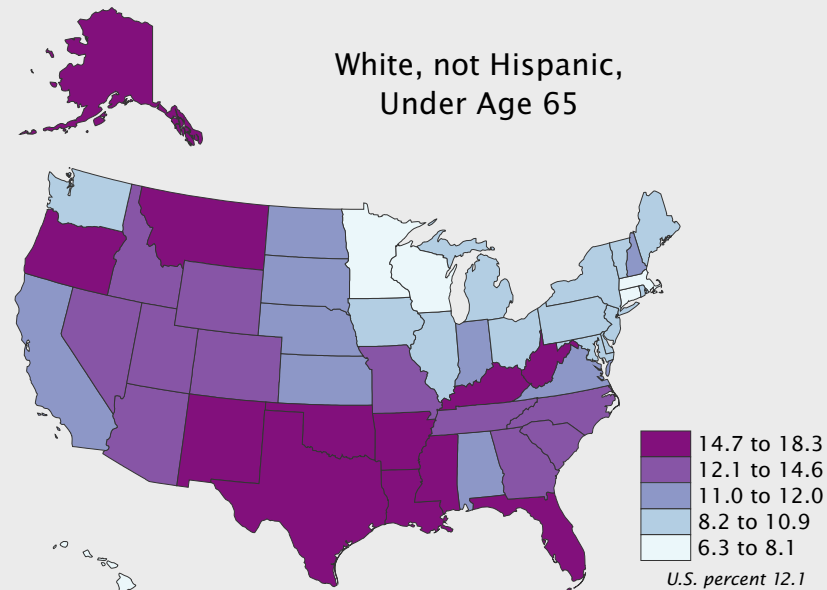 White, not Hispanic,
Under Age 65
14.7 to 18.3
12.1 to 14.6
11.0 to 12.0
8.2 to 10.9
6.3 to 8.1
U.S. percent 12.1